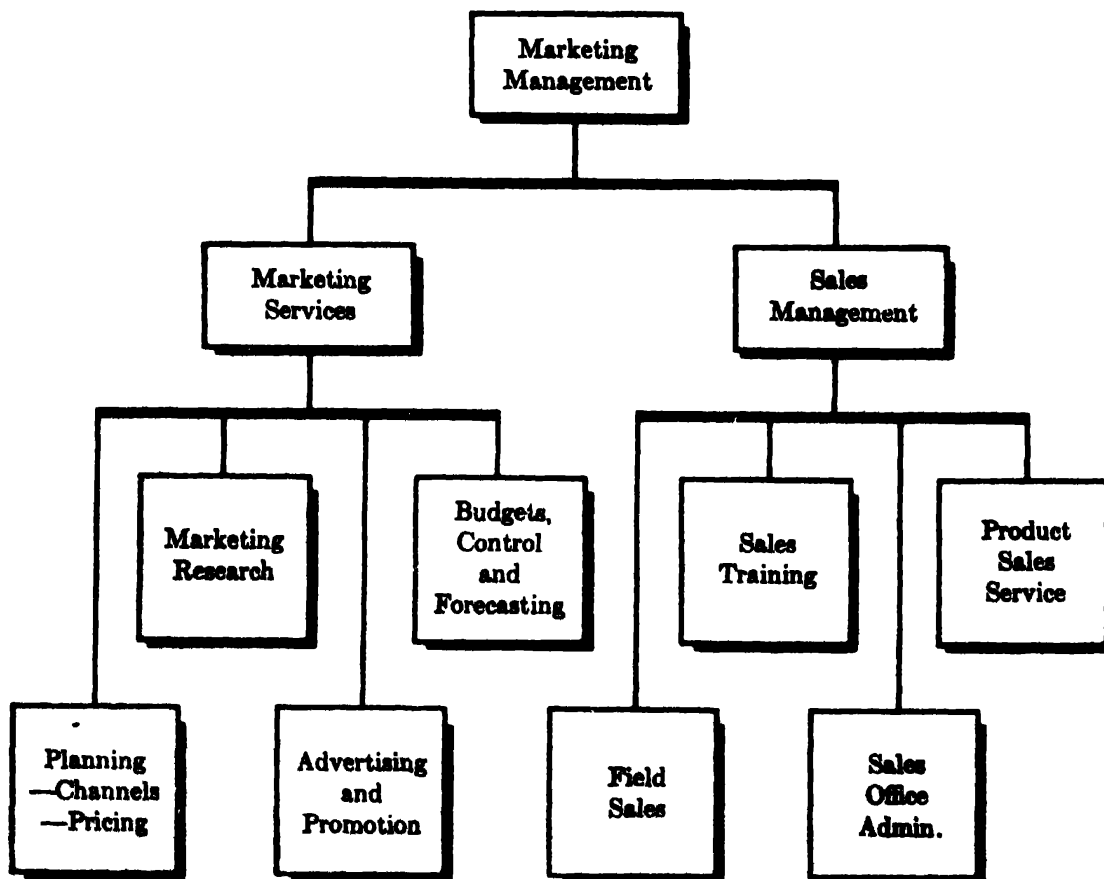 Marketing
Management
Marketing
Services
Sales
Management
Marketing
Research
Budgets,
Control
and
Forecasting
Sales
Training
Product
Sales
Service
Planning
—Channels
—Pricing
Advertising
and
Promotion
Field
Sales
Sales
Office
Admin.